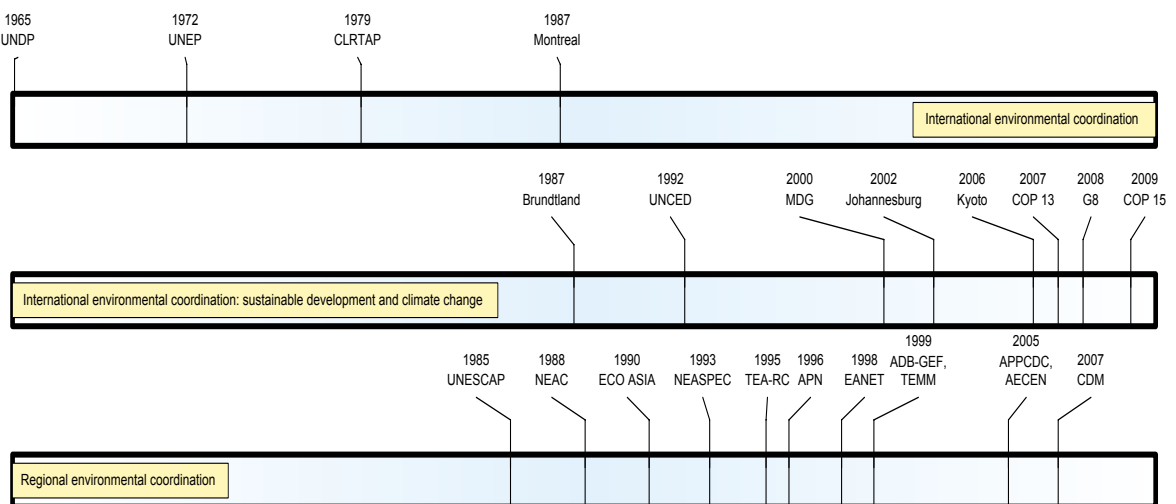 1965 1972 1979 1987
UNDP UNEP CLRTAP Montreal
International environmental coordination
1987 1992 2000 2002 2006 2007 2008 2009
Brundtland UNCED MDG Johannesburg Kyoto COP 13 G8 COP 15
International environmental coordination: sustainable development and climate change
1985 1988 1990 1993 1995 1996 1998 1999 2005 2007
UNESCAP NEAC ECO ASIA NEASPEC TEA-RC APN EANET ADB-GEF, APPCDC, CDM
TEMM AECEN
Regional environmental coordination